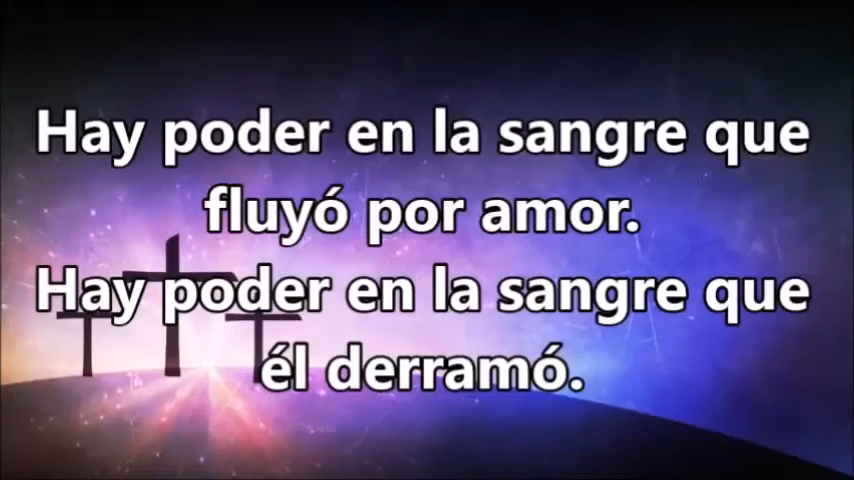 Hay poder en la sangre que
fluyó por amor.
Hay poder en la sangre que
él derramó.